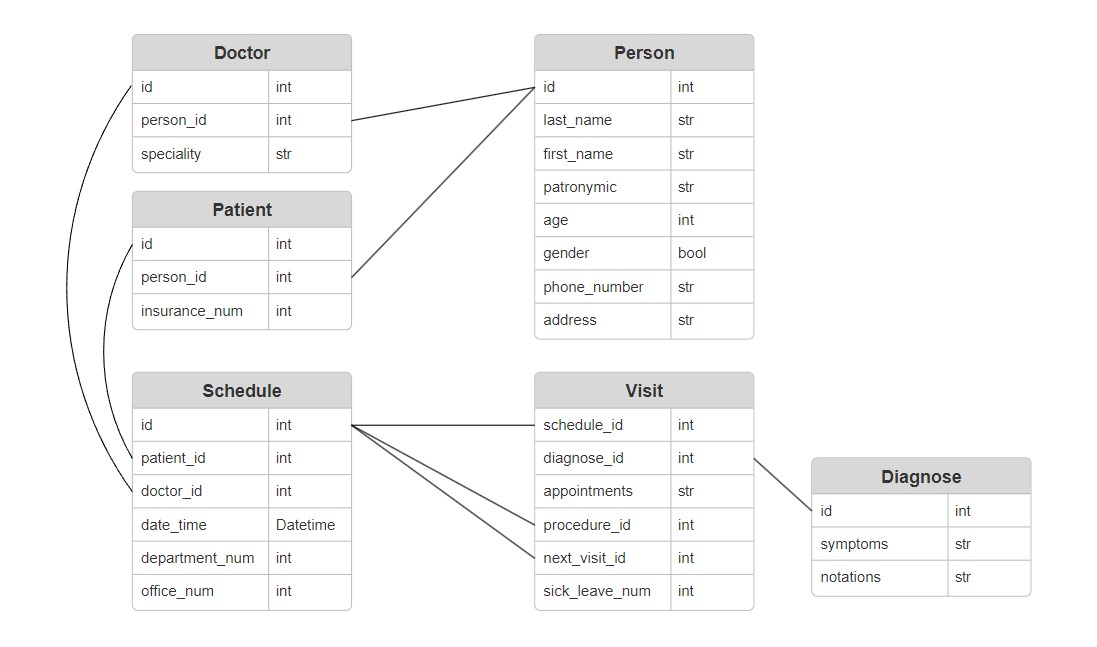 Doctor
id int
person_id int
speciality str
Person
id int
last_name str
first_name str
patronymic str
age int
gender bool
phone_number str
address str
Patient
id int
person_id int
insurance_num int
Schedule
id int
patient_id int
doctor_id int
date_time Datetime
department_num int
office_num int
Visit
schedule_id int
diagnose_id int
appointments str
procedure_id int
next_visit_id int
sick_leave_num int
Diagnose
id int
symptoms str
notations str